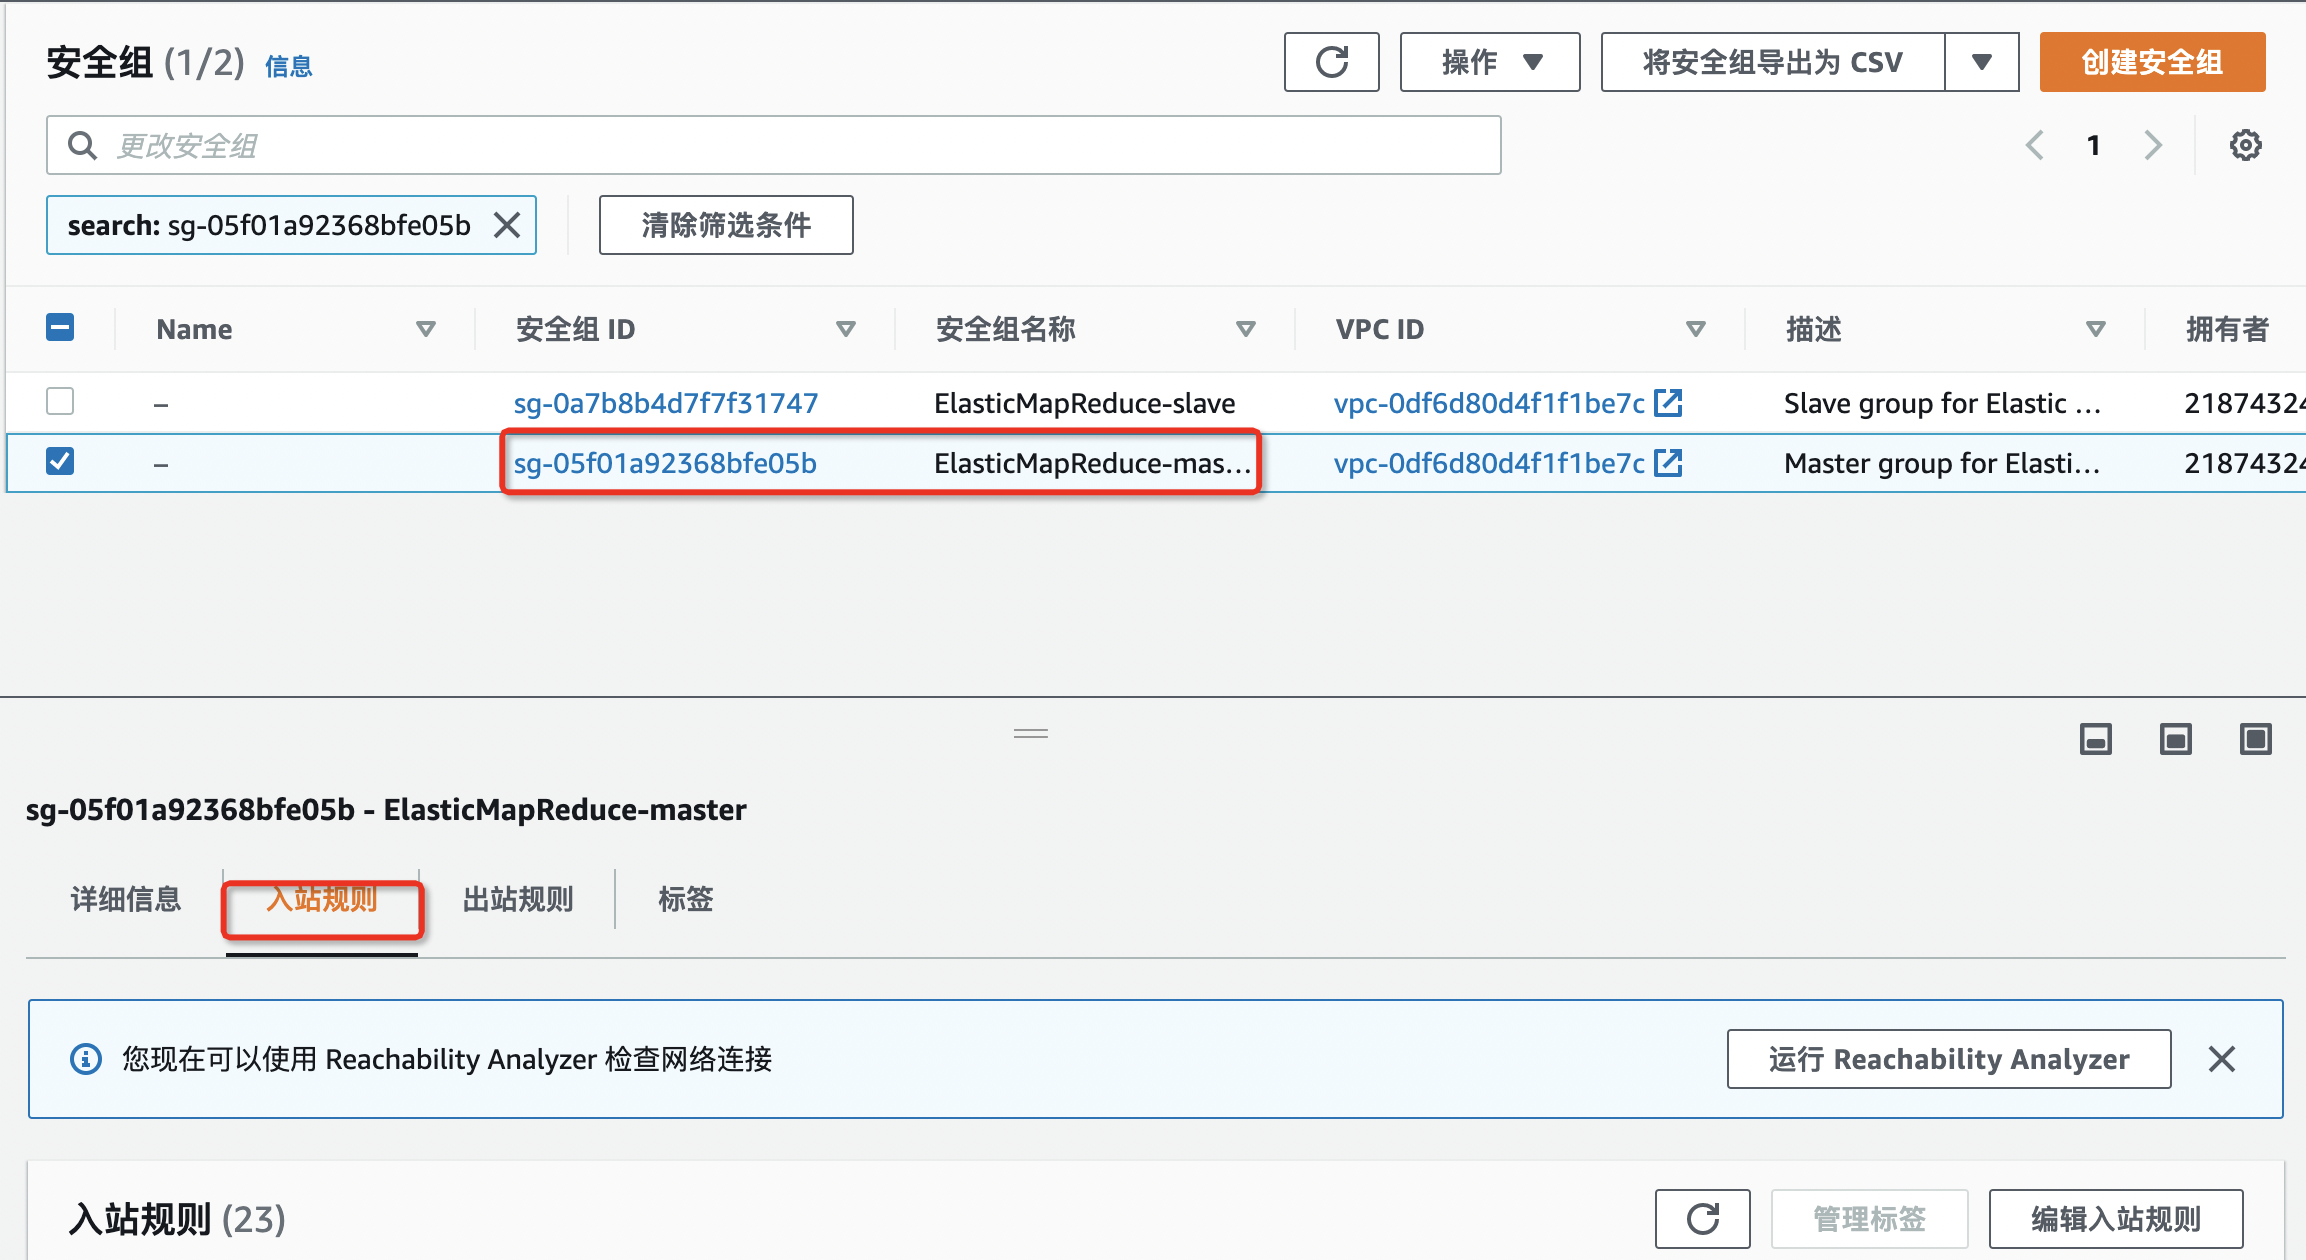 安全组 (1/2) 信息
操作
将安全组导出为 CSV
创建安全组
更改安全组
1
search: sg-05f01a92368bfe05b
清除筛选条件
Name 安全组 ID 安全组名称 VPC ID 描述 拥有者
– sg-0a7b8b4d7f7f31747 ElasticMapReduce-slave vpc-0df6d80d4f1f1be7c Slave group for Elastic ... 21874324
– sg-05f01a92368bfe05b ElasticMapReduce-mas... vpc-0df6d80d4f1f1be7c Master group for Elasti... 21874324
sg-05f01a92368bfe05b - ElasticMapReduce-master
详细信息 入站规则 出站规则 标签
您现在可以使用 Reachability Analyzer 检查网络连接
运行 Reachability Analyzer
入站规则 (23)
管理标签
编辑入站规则